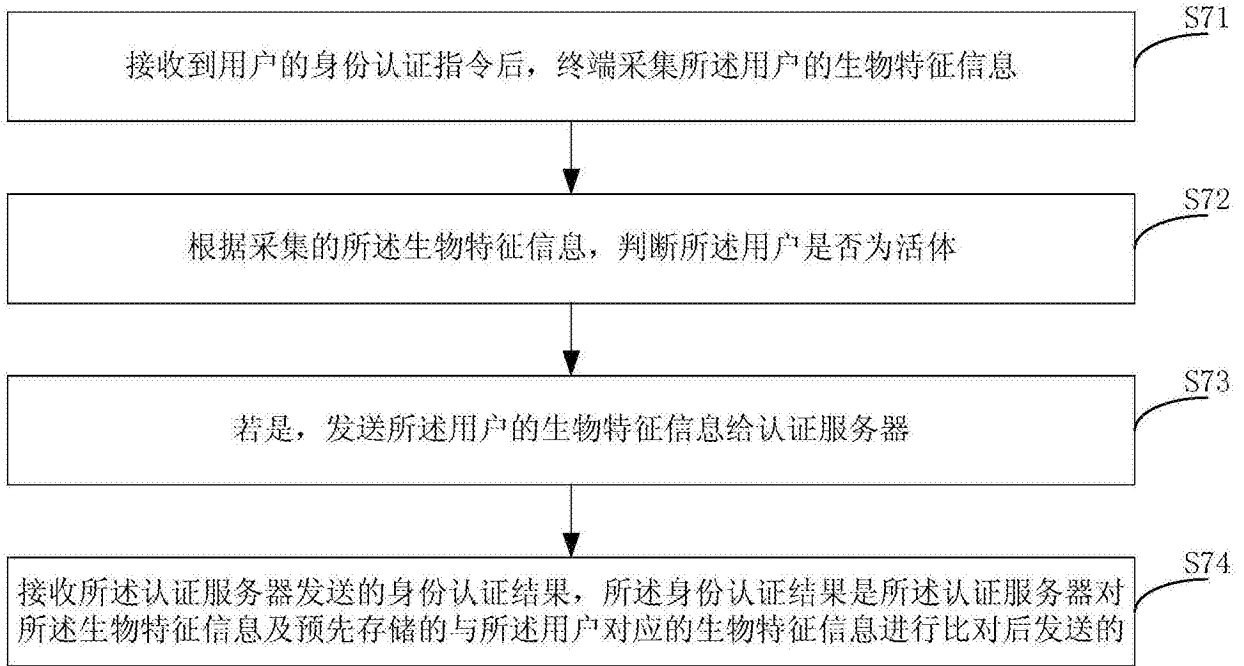 S71
接收到用户的身份认证指令后，终端采集所述用户的生物特征信息
S72
根据采集的所述生物特征信息，判断所述用户是否为活体
S73
若是，发送所述用户的生物特征信息给认证服务器
S74
接收所述认证服务器发送的身份认证结果，所述身份认证结果是所述认证服务器对
所述生物特征信息及预先存储的与所述用户对应的生物特征信息进行比对后发送的